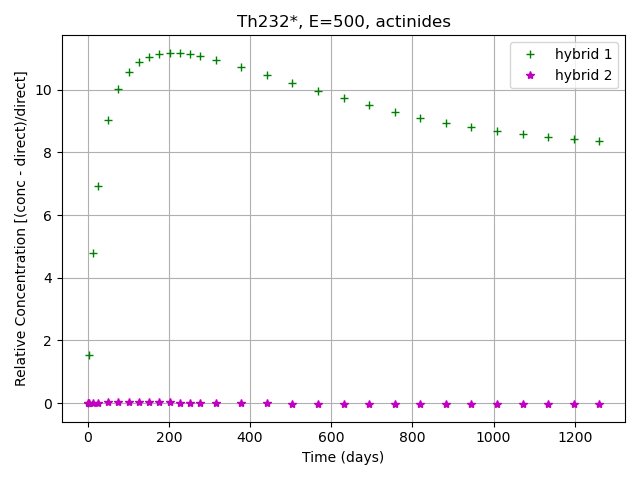 Th232*, E=500, actinides
hybrid 1
hybrid 2
Relative Concentration [(conc - direct)/direct]
10
8
6
4
2
0
0 200 400 600 800 1000 1200
Time (days)